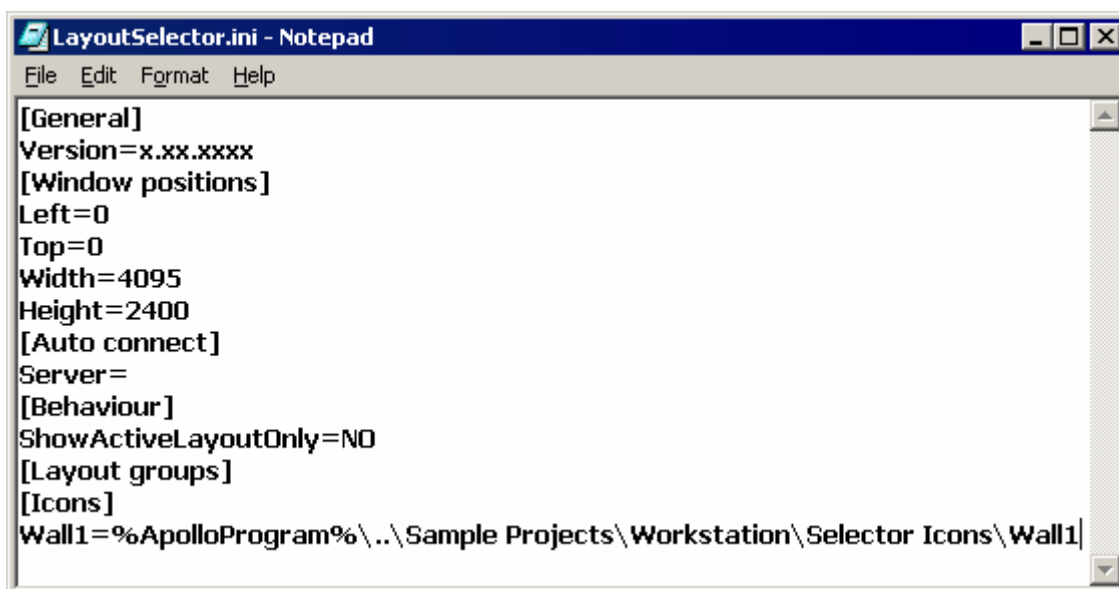 LayoutSelector.ini - Notepad
File Edit Format Help
[General]
Version=x.xx.xxxx
[Window positions]
Left=0
Top=0
Width=4095
Height=2400
[Auto connect]
Server=
[Behaviour]
ShowActiveLayoutOnly=NO
[Layout groups]
[Icons]
Wall1=%ApolloProgram%\..\Sample Projects\Workstation\Selector Icons\Wall1